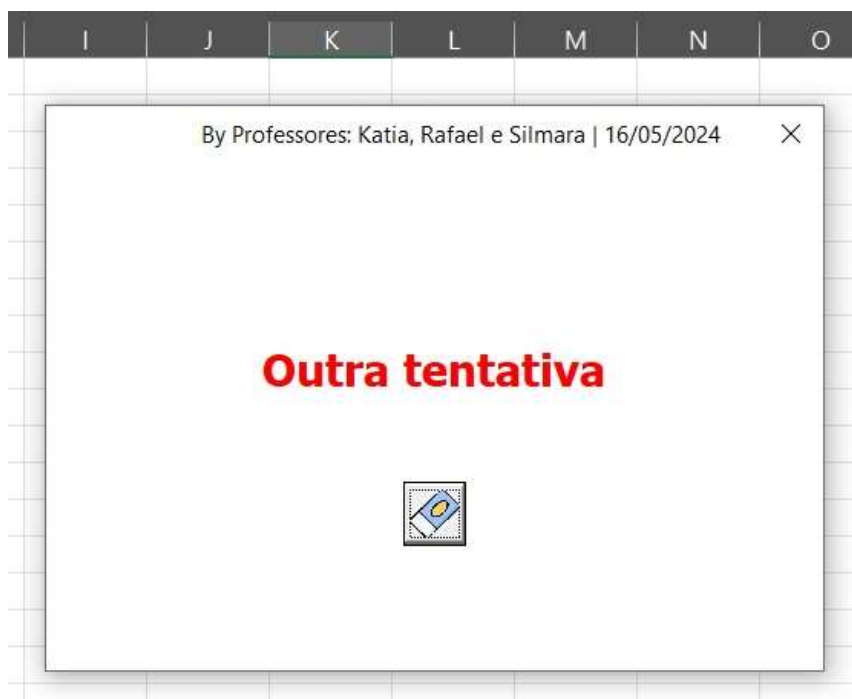 I J K L M N O
By Professores: Katia, Rafael e Silmara | 16/05/2024
Outra tentativa